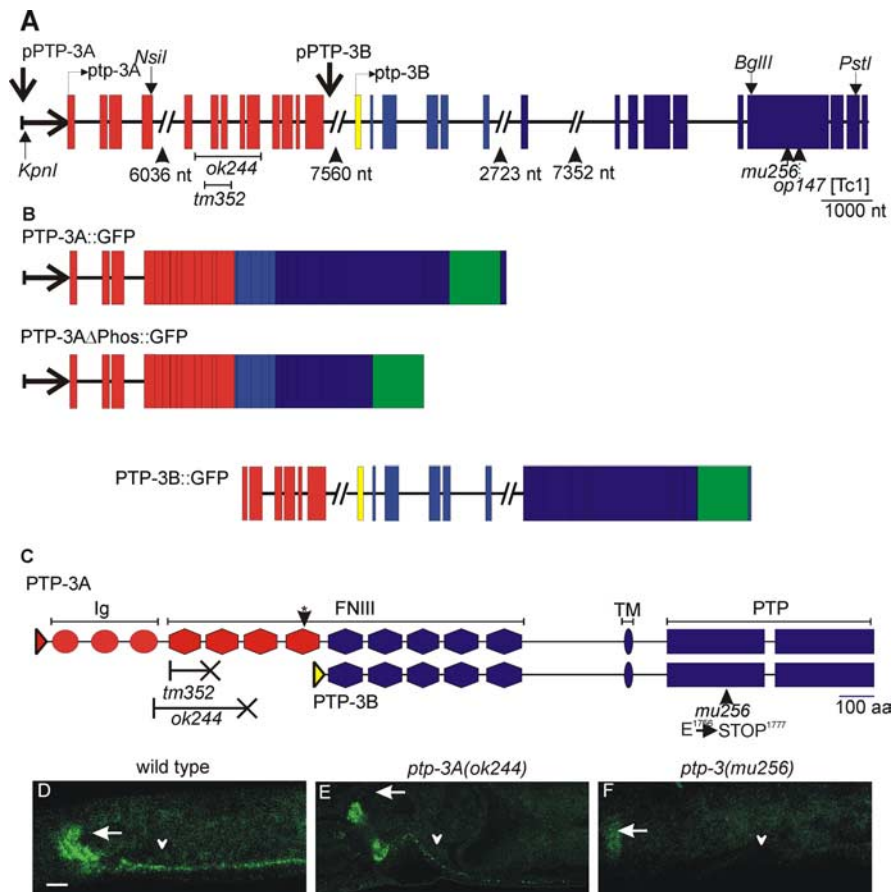 A
pPTP-3A
ptp-3A
NsiI
pPTP-3B
ptp-3B
BglII
PstI
KpnI
6036 nt
ok244
tm352
7560 nt
2723 nt
7352 nt
mu256
op147 [Tc1]
1000 nt
B
PTP-3A::GFP
PTP-3AΔPhos::GFP
PTP-3B::GFP
C
PTP-3A
Ig
*
FNIII
TM
PTP
tm352
ok244
PTP-3B
mu256
100 aa
STOP1777
wild type
ptp-3A(ok244)
ptp-3(mu256)
D
E
F